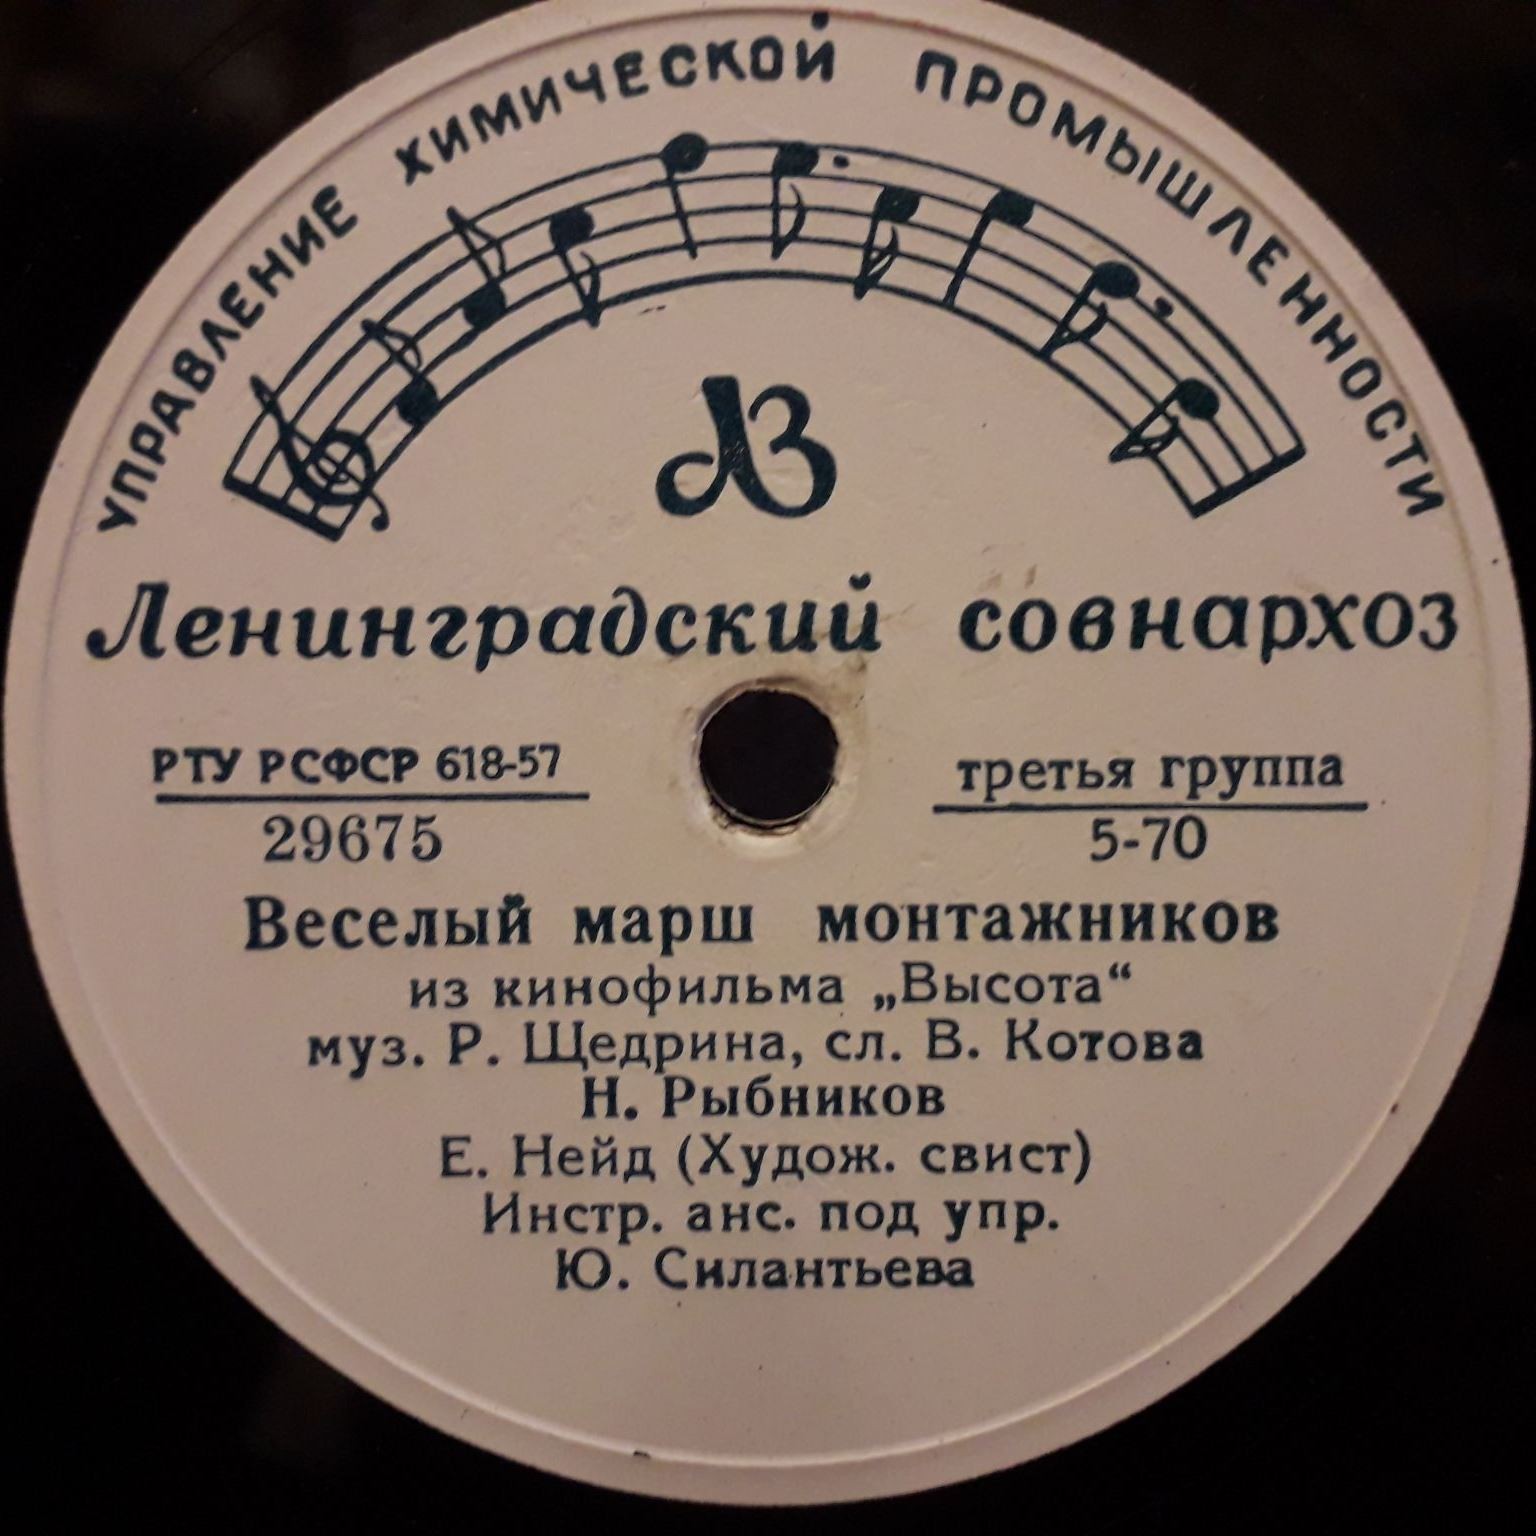 УПРАВЛЕНИЕ ХИМИЧЕСКОЙ ПРОМЫШЛЕННОСТИ
ЛЗ
Ленинградский совнархоз
РТУ РСФСР 618-57
29675
третья группа
5-70
Веселый марш монтажников
из кинофильма „Высота“
муз. Р. Щедрина, сл. В. Котова
Н. Рыбников
Е. Нейд (Худож. свист)
Инстр. анс. под упр.
Ю. Силантьева